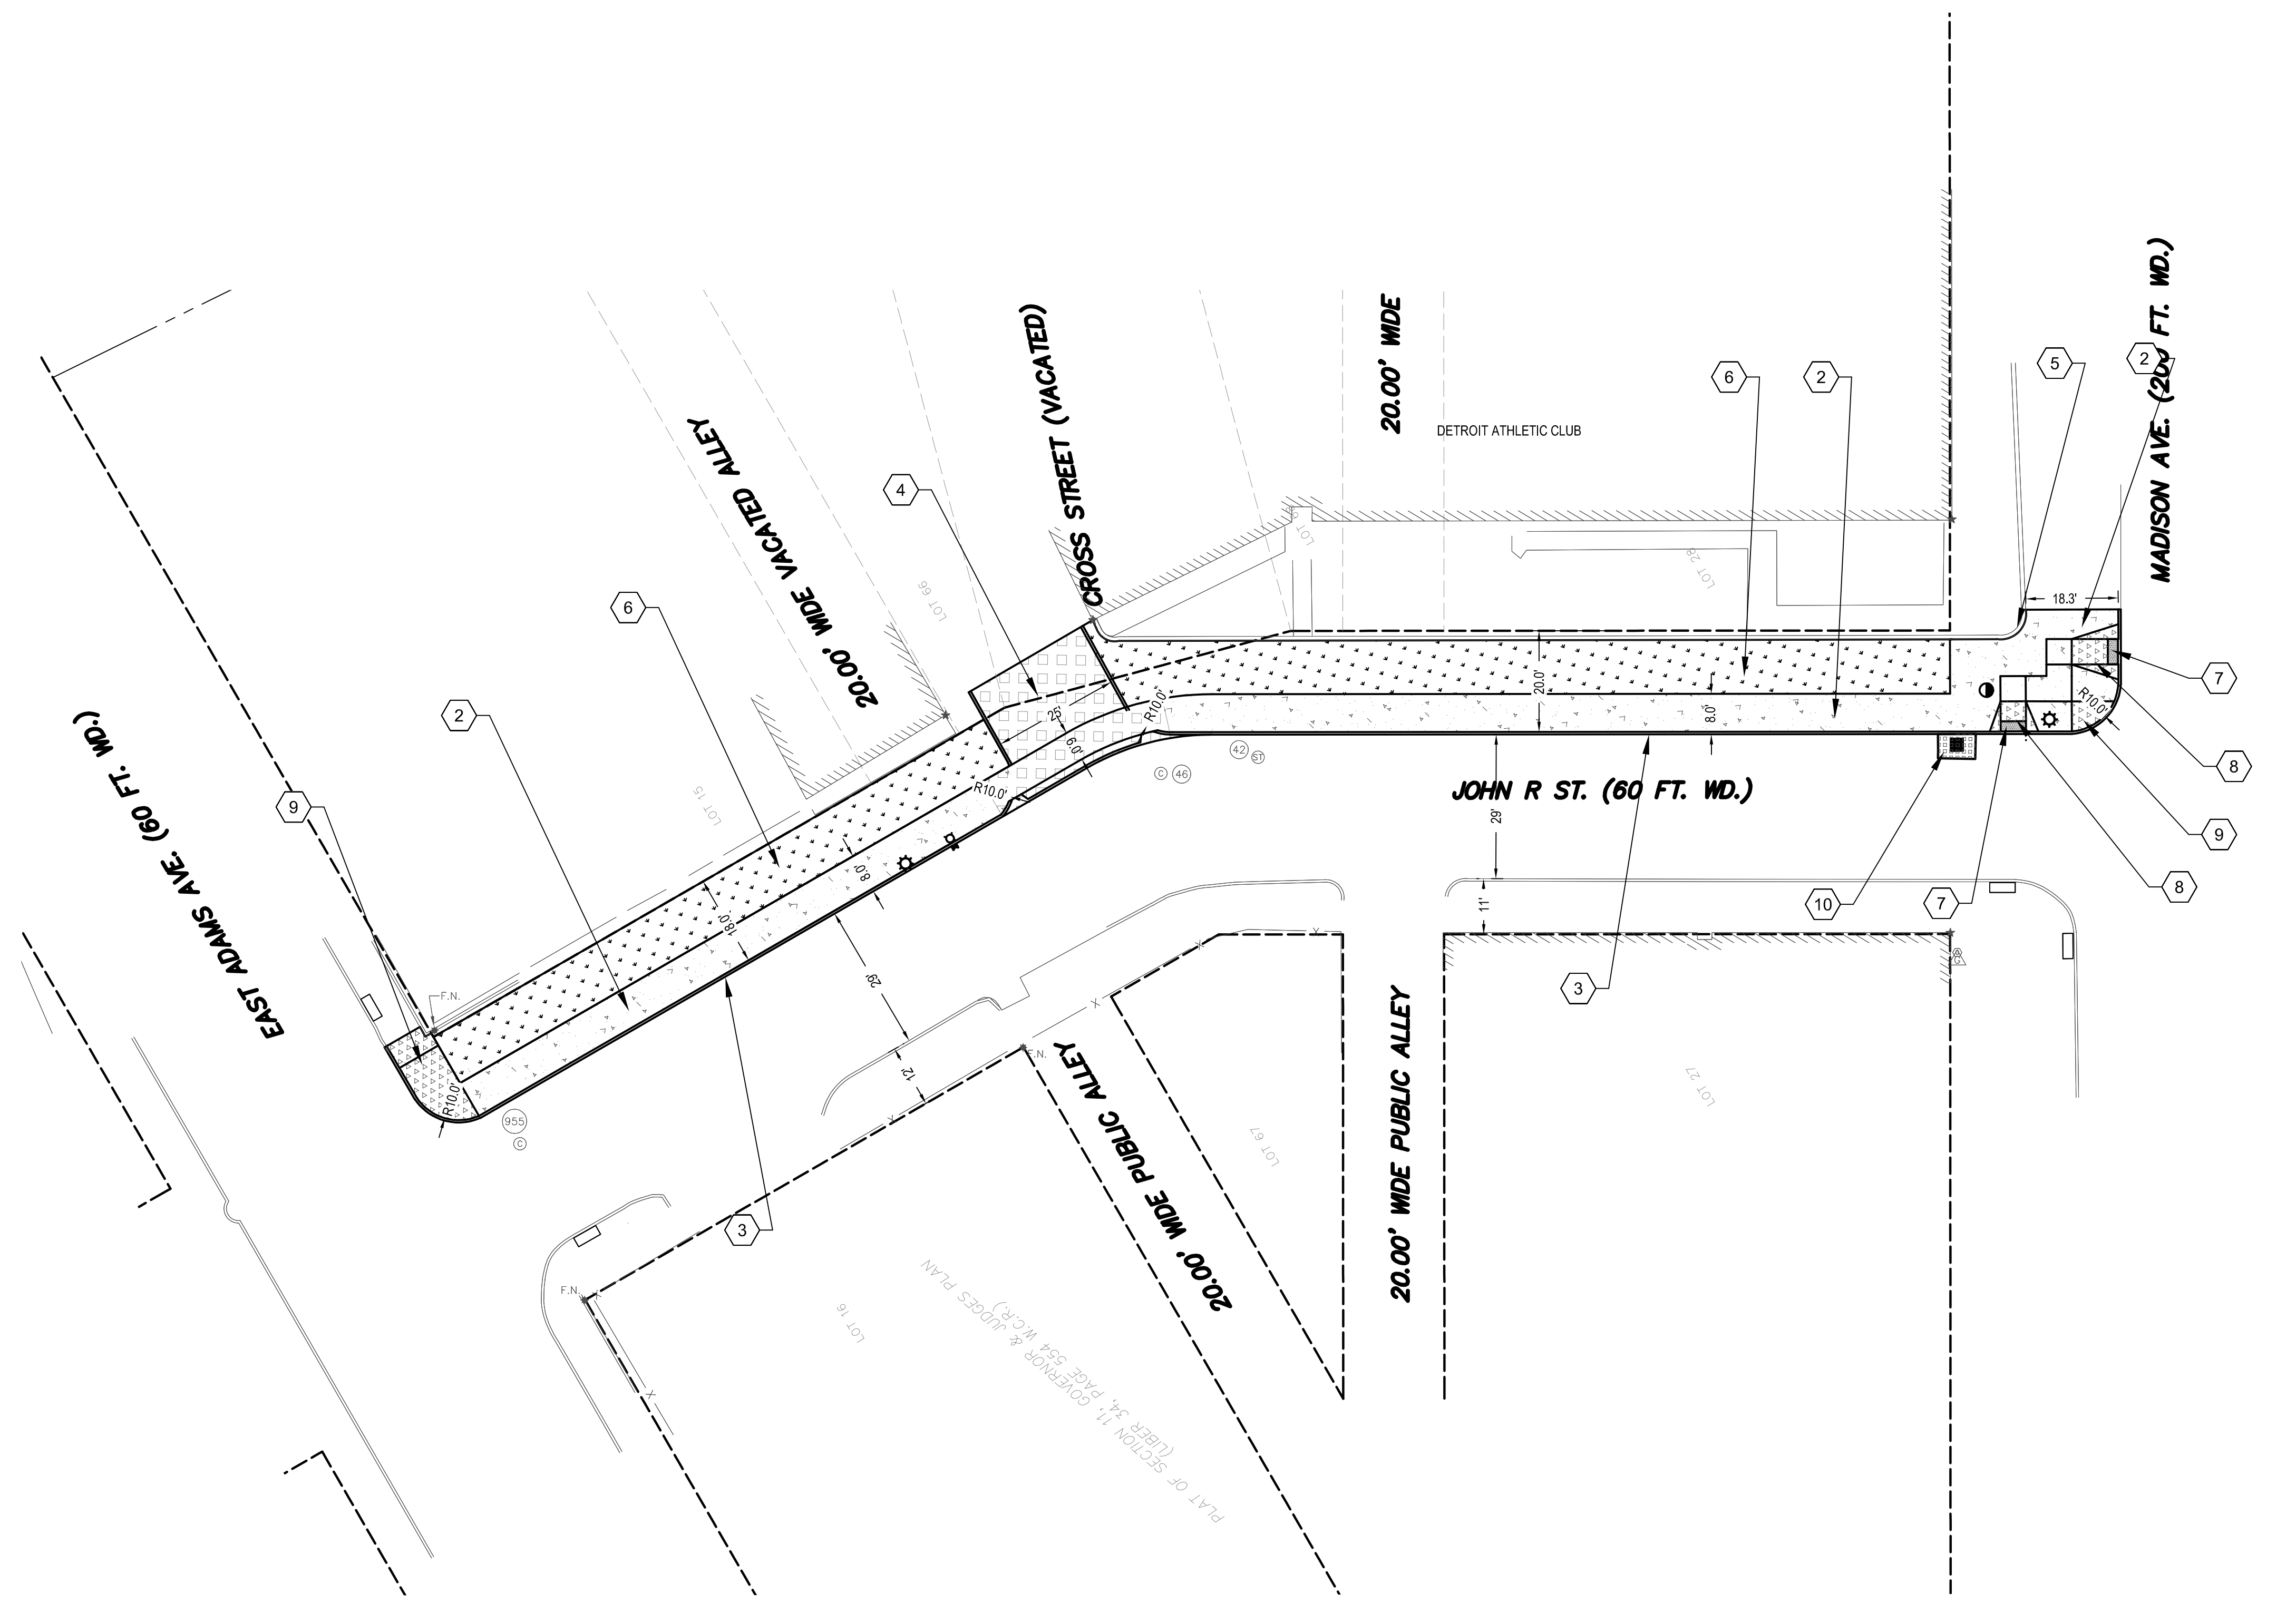 MADISON AVE. (200 FT. WD.)
20.00' WIDE
CROSS STREET (VACATED)
5
2
6
2
20.00' WIDE VACATED ALLEY
DETROIT ATHLETIC CLUB
4
LOT 29
LOT 28
LOT 66
6
18.3'
7
20.0'
R10.0'
R10.0'
25'
8.0'
2
6.0'
42
ST
8
EAST ADAMS AVE. (60 FT. WD.)
C
46
R10.0'
JOHN R ST. (60 FT. WD.)
LOT 15
9
29'
9
8.0'
8
10
7
11'
18.0'
29'
G
3
F.N.
12'
F.N.
R10.0'
955
C
20.00' WIDE PUBLIC ALLEY
20.00' WIDE PUBLIC ALLEY
LOT 27
LOT 67
3
F.N.
LOT 16
PLAT OF SECTION 11, GOVERNOR & JUDGES PLAN
(LIBER 34, PAGE 554 W.C.R.)
X
X
X
X
X
X